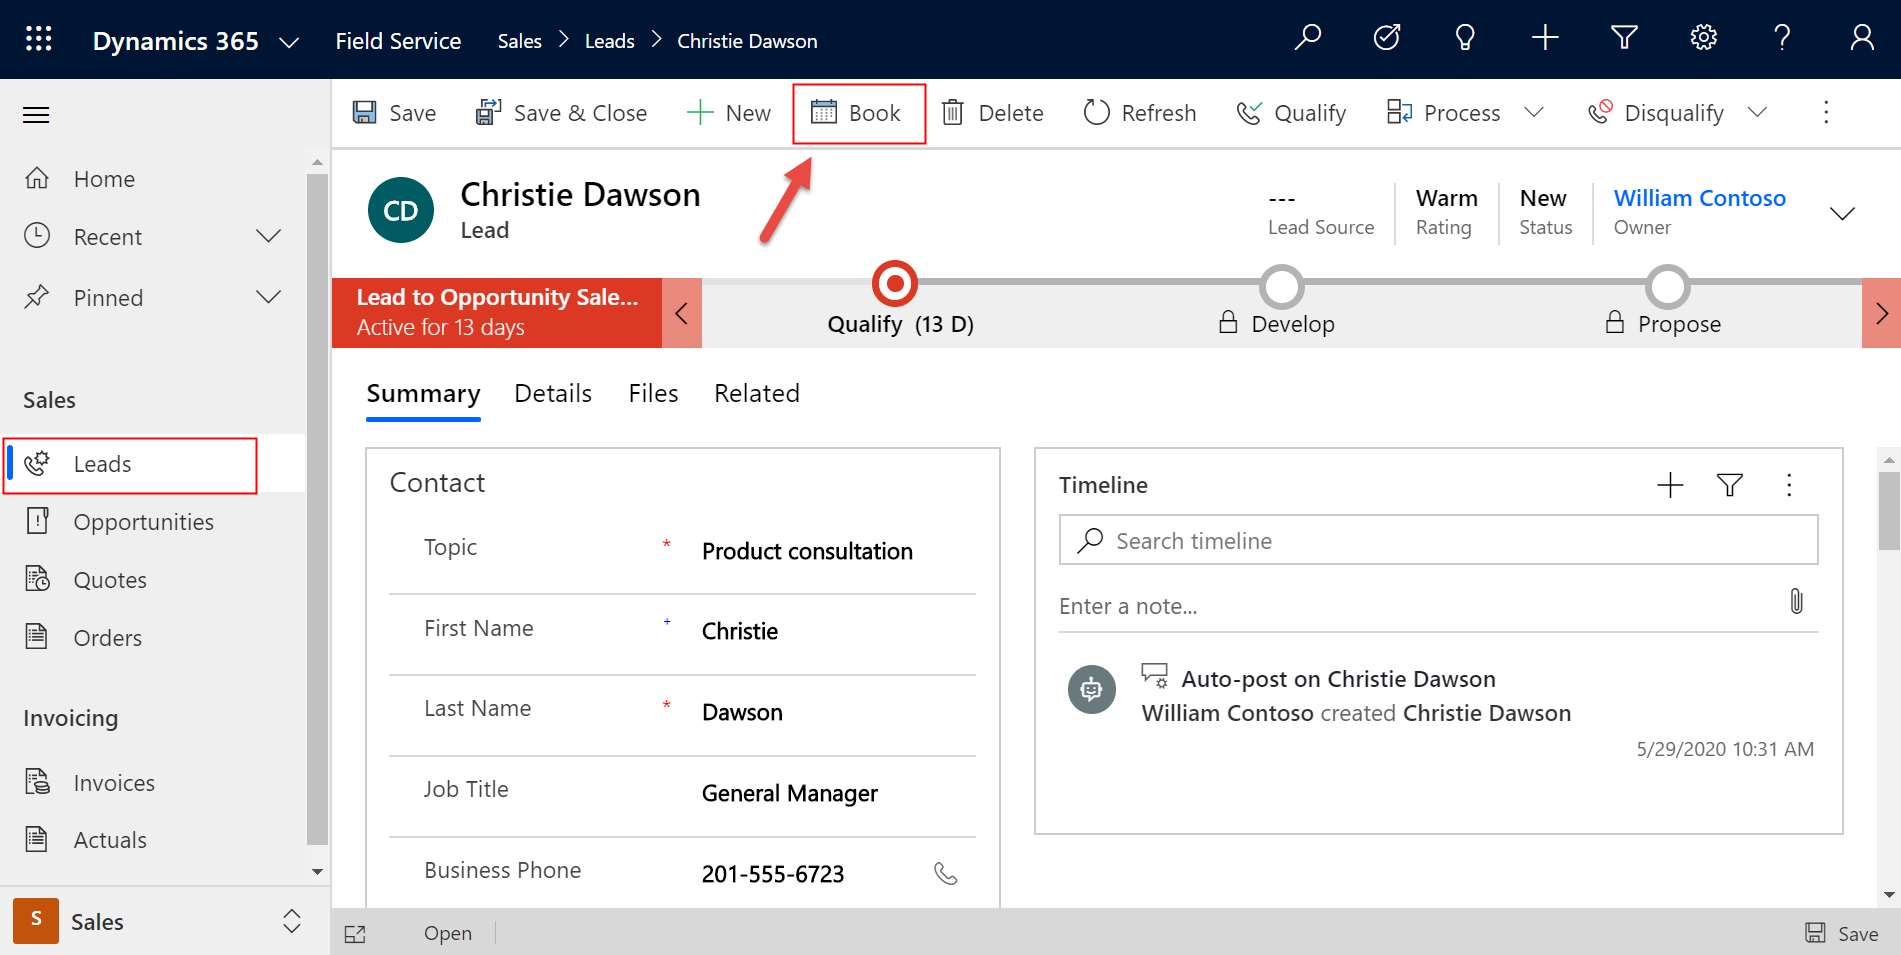 Dynamics 365 Field Service Sales > Leads > Christie Dawson
Save Save & Close New Book Delete Refresh Qualify Process Disqualify
Home
Recent
Pinned
Sales
Leads
Opportunities
Quotes
Orders
Invoicing
Invoices
Actuals
S Sales
CD
Christie Dawson
Lead
---
Lead Source
Warm
Rating
New
Status
William Contoso
Owner
Lead to Opportunity Sale...
Active for 13 days
Qualify (13 D)
Develop
Propose
Summary Details Files Related
Contact
Topic * Product consultation
First Name + Christie
Last Name * Dawson
Job Title General Manager
Business Phone 201-555-6723
Timeline
Search timeline
Enter a note...
Auto-post on Christie Dawson
William Contoso created Christie Dawson
5/29/2020 10:31 AM
Open
Save